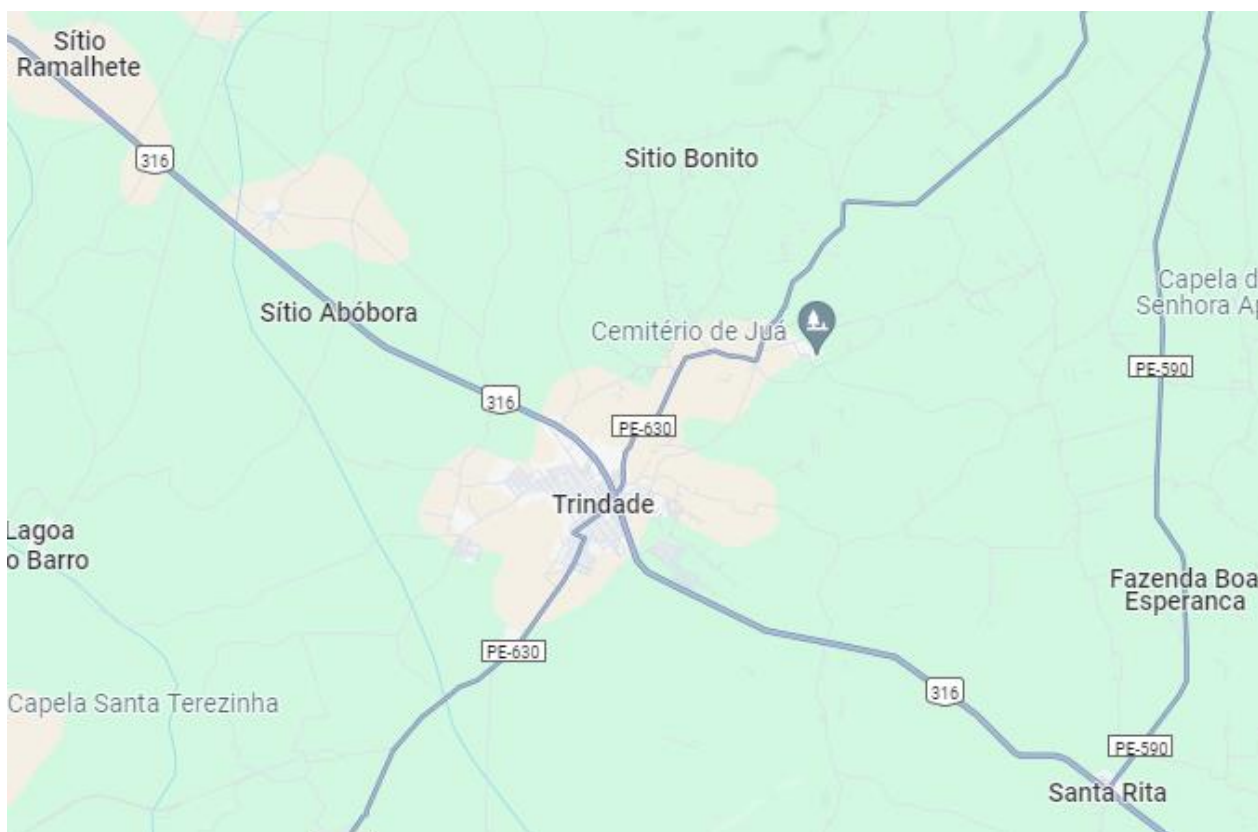 Sítio
Ramalhete
316
Sitio Bonito
Capela d
Senhora Ap
Sítio Abóbora
Cemitério de Juá
PE-590
316
PE-630
Trindade
Lagoa
o Barro
Fazenda Boa
Esperanca
PE-630
316
Capela Santa Terezinha
PE-590
Santa Rita